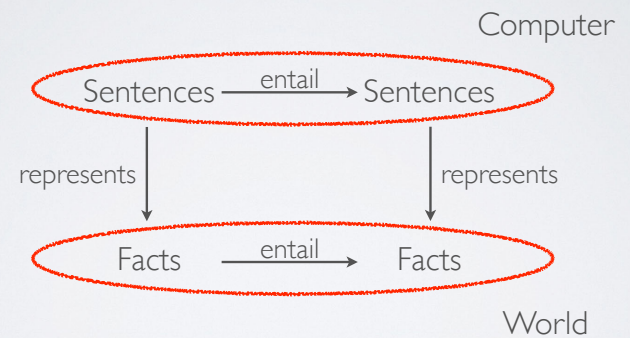 Computer
Sentences entail Sentences
represents represents
Facts entail Facts
World